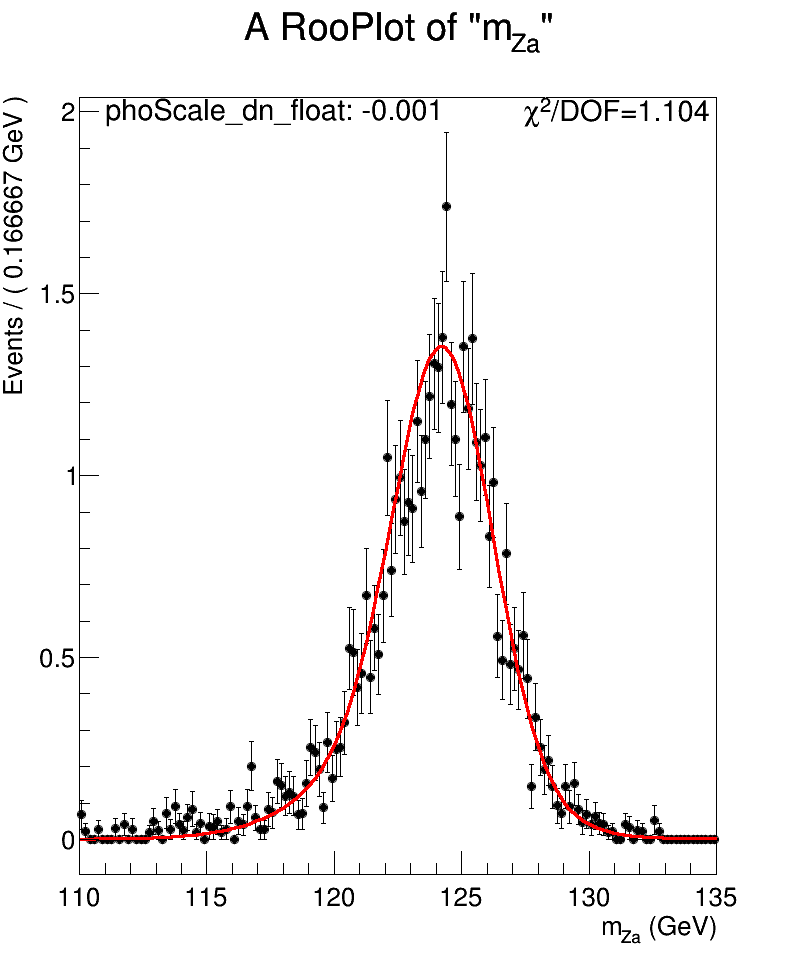 A RooPlot of "m_Za"
phoScale_dn_float: -0.001
χ²/DOF=1.104
Events / ( 0.166667 GeV )
2
1.5
1
0.5
0
110 115 120 125 130 135
m_Za (GeV)